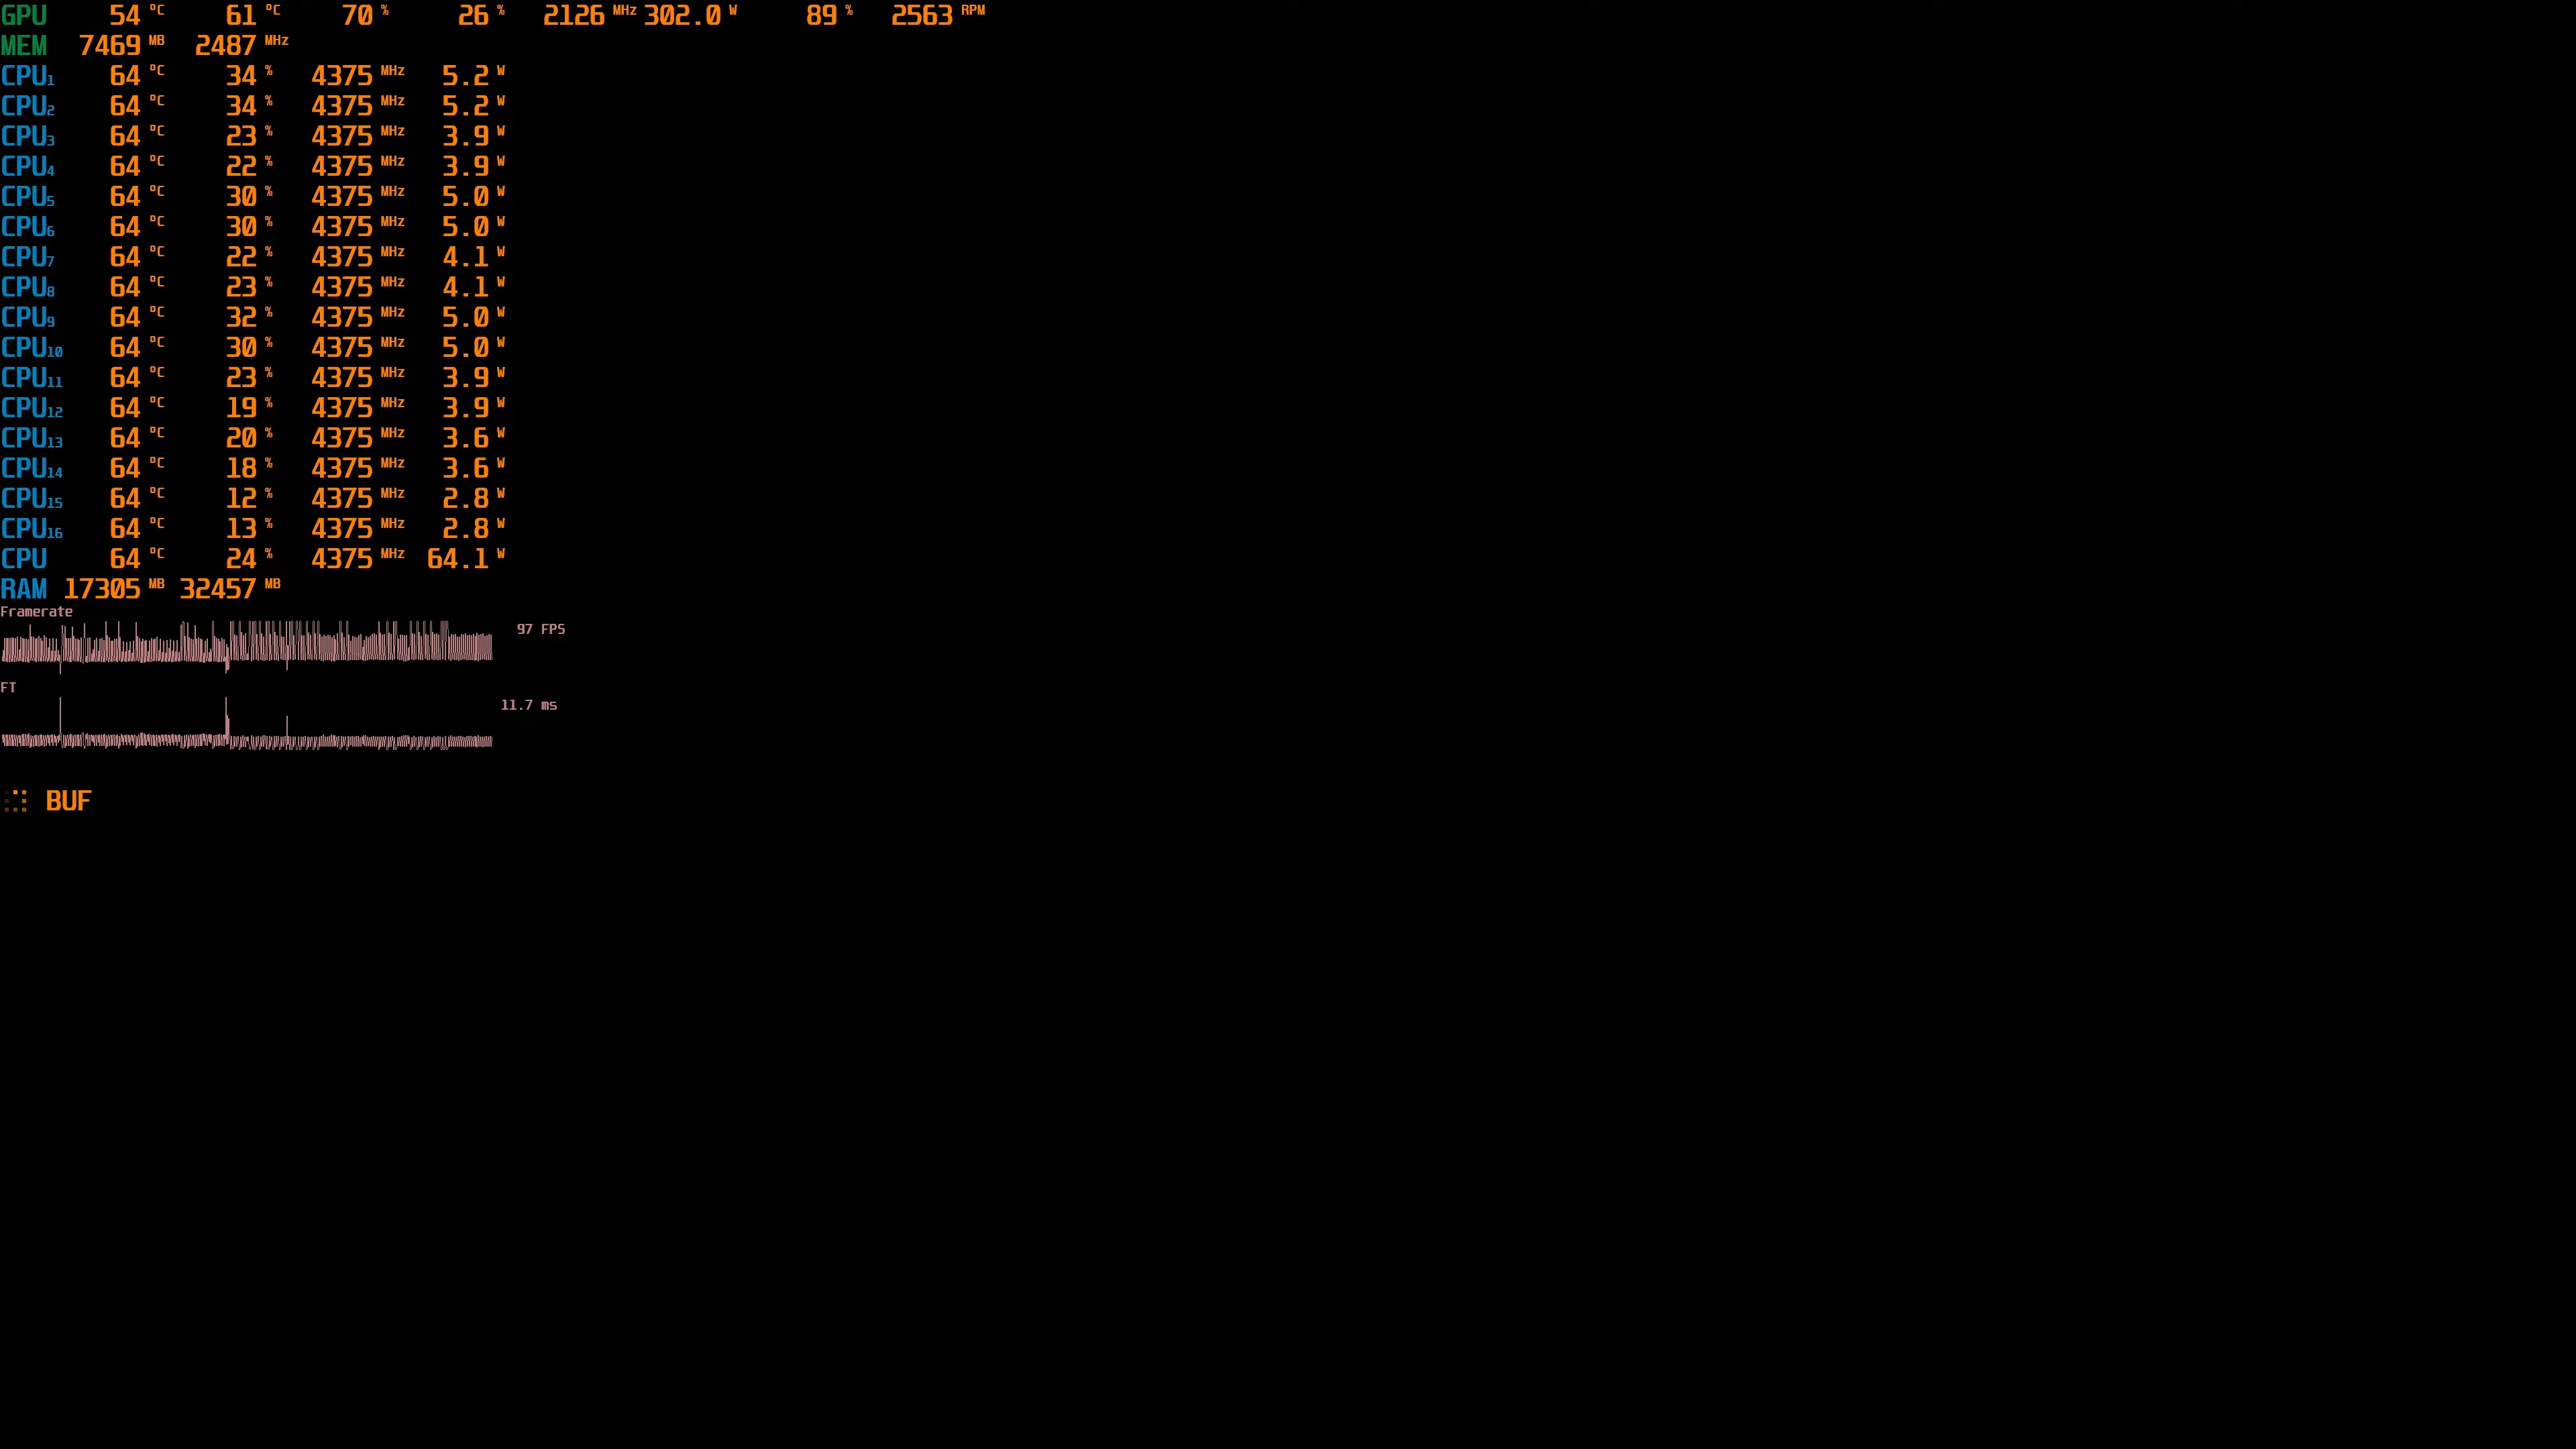 GPU 54 °C 61 °C 70 % 26 % 2126 MHz 302.0 W 89 % 2563 RPM
MEM 7469 MB 2487 MHz
CPU1 64 °C 34 % 4375 MHz 5.2 W
CPU2 64 °C 34 % 4375 MHz 5.2 W
CPU3 64 °C 23 % 4375 MHz 3.9 W
CPU4 64 °C 22 % 4375 MHz 3.9 W
CPU5 64 °C 30 % 4375 MHz 5.0 W
CPU6 64 °C 30 % 4375 MHz 5.0 W
CPU7 64 °C 22 % 4375 MHz 4.1 W
CPU8 64 °C 23 % 4375 MHz 4.1 W
CPU9 64 °C 32 % 4375 MHz 5.0 W
CPU10 64 °C 30 % 4375 MHz 5.0 W
CPU11 64 °C 23 % 4375 MHz 3.9 W
CPU12 64 °C 19 % 4375 MHz 3.9 W
CPU13 64 °C 20 % 4375 MHz 3.6 W
CPU14 64 °C 18 % 4375 MHz 3.6 W
CPU15 64 °C 12 % 4375 MHz 2.8 W
CPU16 64 °C 13 % 4375 MHz 2.8 W
CPU 64 °C 24 % 4375 MHz 64.1 W
RAM 17305 MB 32457 MB
Framerate
97 FPS
FT
11.7 ms
BUF